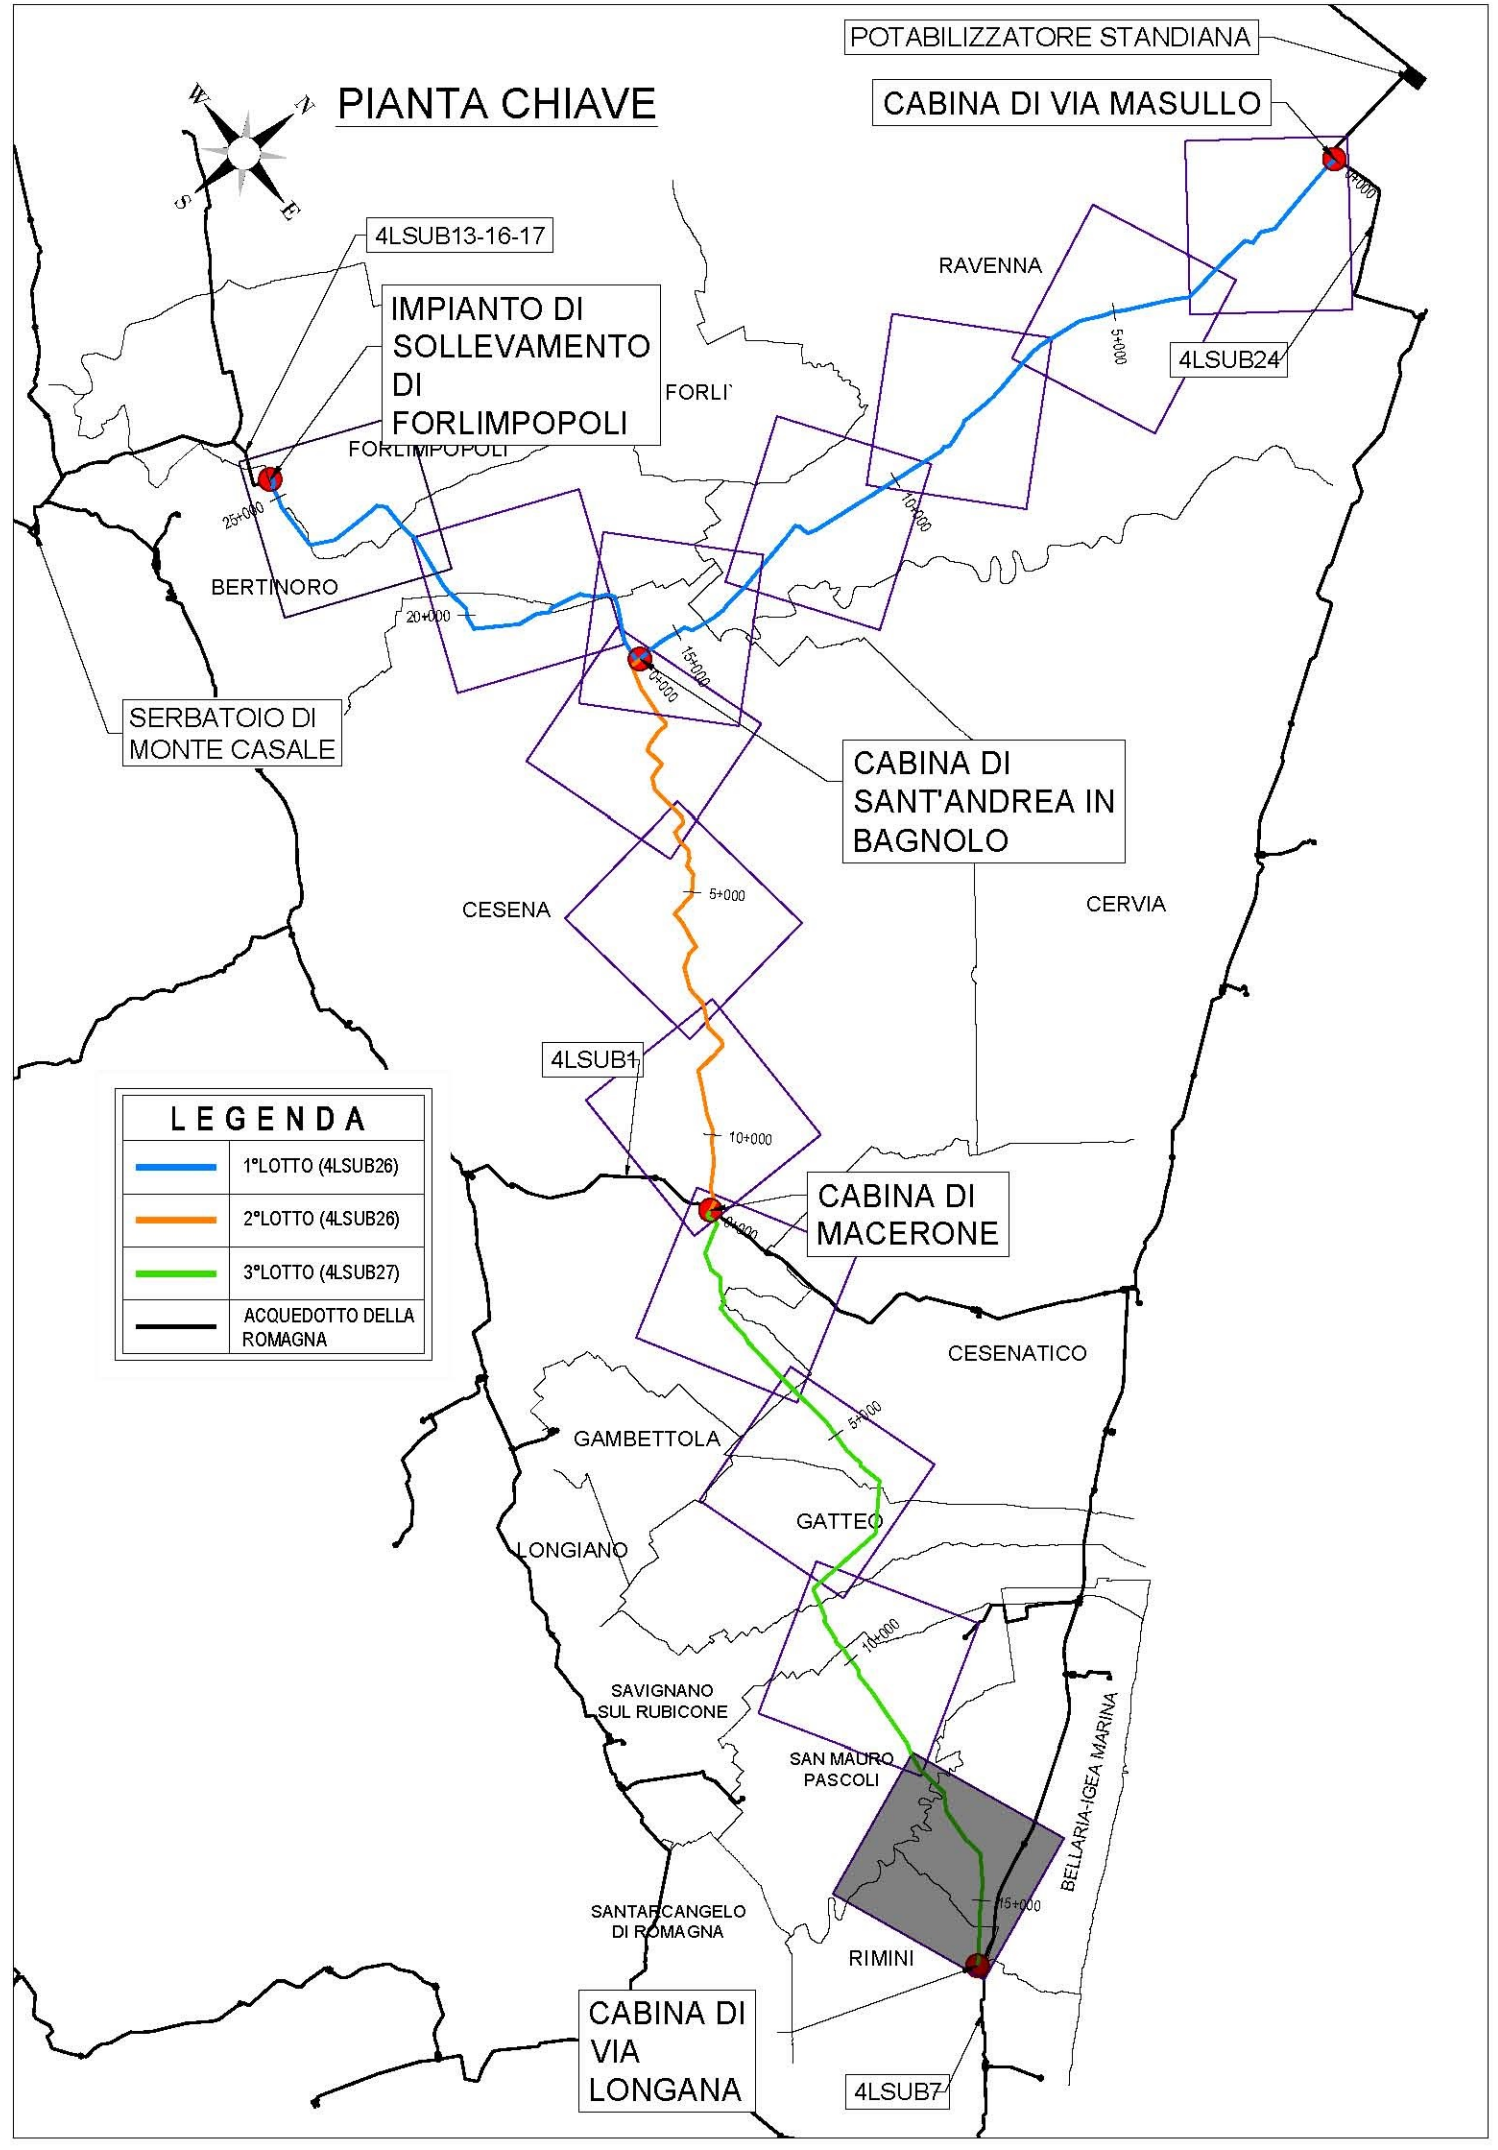 POTABILIZZATORE STANDIANA
PIANTA CHIAVE
CABINA DI VIA MASULLO
W
N
S
E
0+000
4LSUB13-16-17
RAVENNA
IMPIANTO DI
SOLLEVAMENTO
DI
FORLIMPOPOLI
5+000
4LSUB24
FORLI`
FORLIMPOPOLI
10+000
25+000
BERTINORO
20+000
15+000
0+000
SERBATOIO DI
MONTE CASALE
CABINA DI
SANT'ANDREA IN
BAGNOLO
5+000
CESENA
CERVIA
4LSUB1
LEGENDA
1°LOTTO (4LSUB26)
2°LOTTO (4LSUB26)
3°LOTTO (4LSUB27)
ACQUEDOTTO DELLA
ROMAGNA
10+000
CABINA DI
MACERONE
0+000
CESENATICO
5+000
GAMBETTOLA
GATTEO
LONGIANO
10+000
SAVIGNANO
SUL RUBICONE
SAN MAURO
PASCOLI
BELLARIA-IGEA MARINA
15+000
SANTARCANGELO
DI ROMAGNA
RIMINI
CABINA DI
VIA
LONGANA
4LSUB7